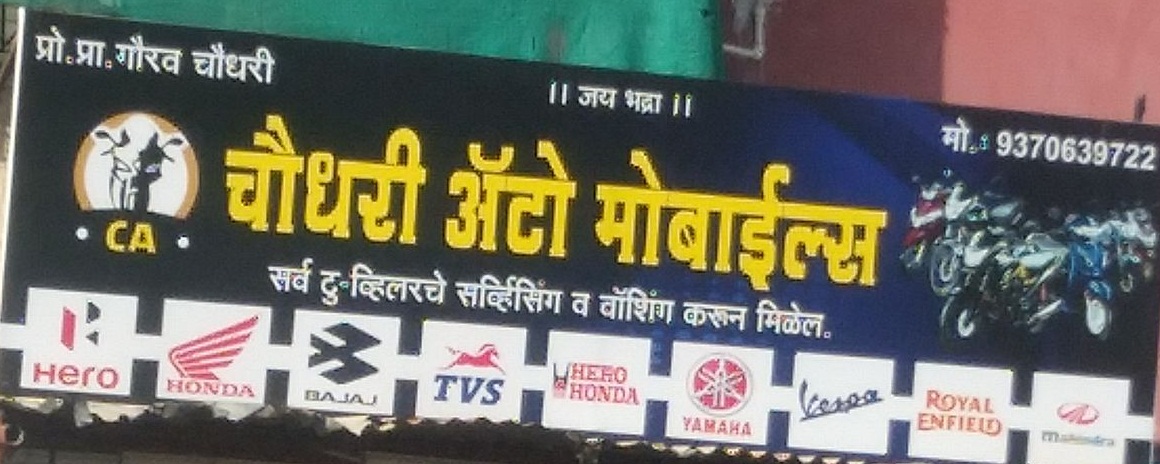 प्रो.प्रा.गौरव चौधरी
।। जय भद्रा ।।
मो.: 9370639722
चौधरी ॲटो मोबाईल्स
CA
सर्व टु-व्हिलरचे सर्व्हिसिंग व वॉशिंग करून मिळेल.
Hero
HONDA
BAJAJ
TVS
HERO
HONDA
YAMAHA
Vespa
ROYAL
ENFIELD
Mahindra